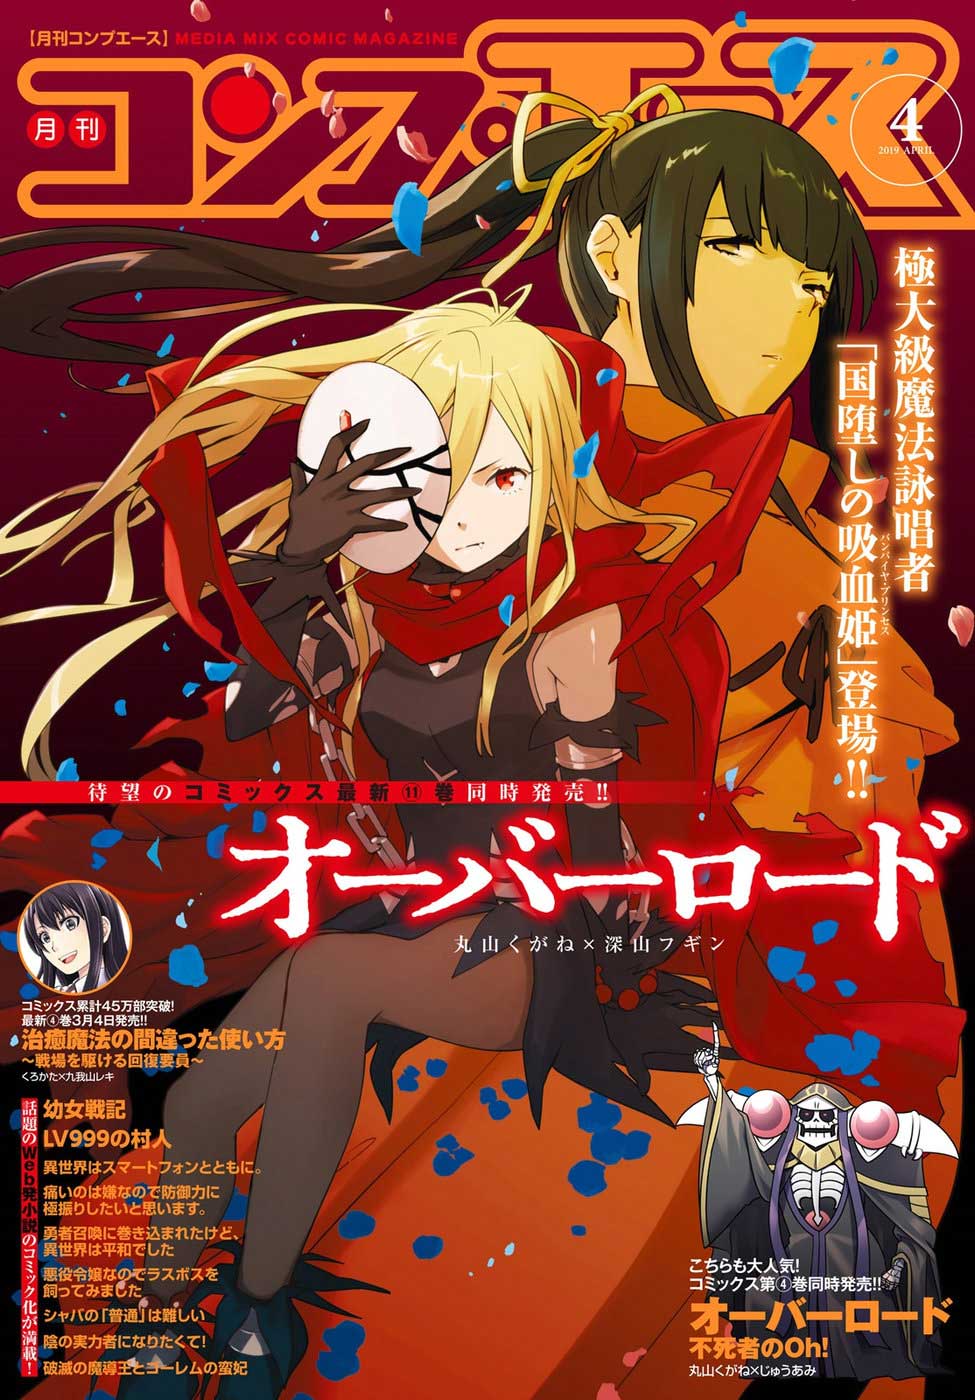 【月刊コンプエース】MEDIA MIX COMIC MAGAZINE
月刊
コンプ・エース
4
2019 APRIL
極大級魔法詠唱者
「国堕しの吸血姫」登場!!
バンパイヤ・プリンセス
待望のコミックス最新⑪巻同時発売!!
オーバーロード
丸山くがね×深山フギン
コミックス累計45万部突破!
最新④巻3月4日発売!!
治癒魔法の間違った使い方
～戦場を駆ける回復要員～
くろかた×九我山レキ
話題のWeb発小説のコミック化が満載!
幼女戦記
LV999の村人
異世界はスマートフォンとともに。
痛いのは嫌なので防御力に
極振りしたいと思います。
勇者召喚に巻き込まれたけど、
異世界は平和でした
悪役令嬢なのでラスボスを
飼ってみました
シャバの「普通」は難しい
陰の実力者になりたくて!
破滅の魔導王とゴーレムの蛮妃
こちらも大人気!
コミックス第④巻同時発売!!
オーバーロード
不死者のOh!
丸山くがね×じゅうあみ